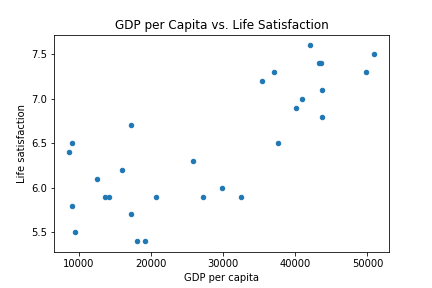 GDP per Capita vs. Life Satisfaction
7.5
7.0
6.5
6.0
5.5
Life satisfaction
10000 20000 30000 40000 50000
GDP per capita